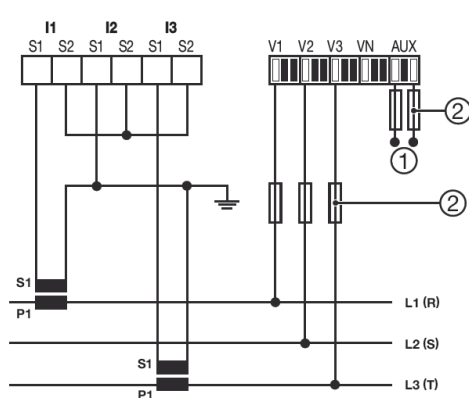 I1 I2 I3
S1 S2 S1 S2 S1 S2
V1 V2 V3 VN AUX
2
1
2
S1
P1
L1 (R)
L2 (S)
S1
P1
L3 (T)